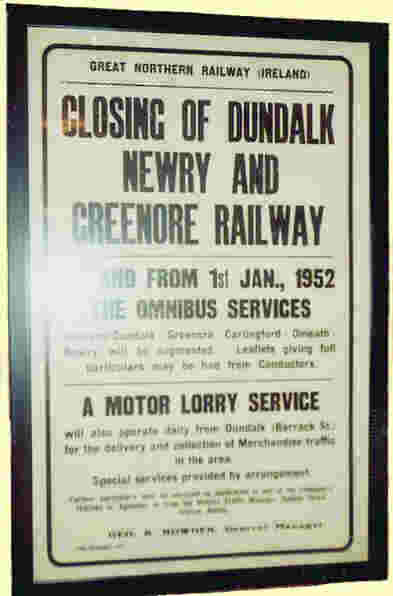 GREAT NORTHERN RAILWAY (IRELAND)
CLOSING OF DUNDALK
NEWRY AND
GREENORE RAILWAY
AND FROM 1st JAN., 1952
THE OMNIBUS SERVICES
Dundalk Greenore Carlingford Omeath
Newry will be augmented. Leaflets giving full
particulars may be had from Conductors.
A MOTOR LORRY SERVICE
will also operate daily from Dundalk (Barrack St.)
for the delivery and collection of Merchandise traffic
in the area.
Special services provided by arrangement.
GEO. B. HOWDEN, General Manager